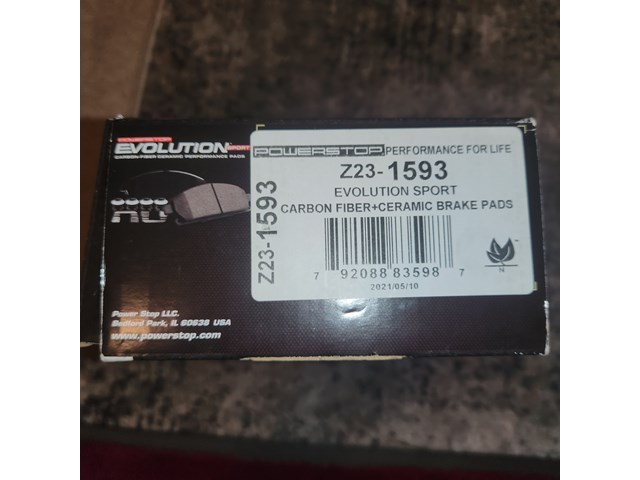 POWERSTOP
EVOLUTION SPORT
CARBON-FIBER CERAMIC PERFORMANCE PADS
POWERSTOP PERFORMANCE FOR LIFE
Z23-1593
EVOLUTION SPORT
CARBON FIBER+CERAMIC BRAKE PADS
Z23-1593
7 92088 83598 7
2021/05/10
N
Power Stop LLC.
Bedford Park, IL 60638 USA
www.powerstop.com